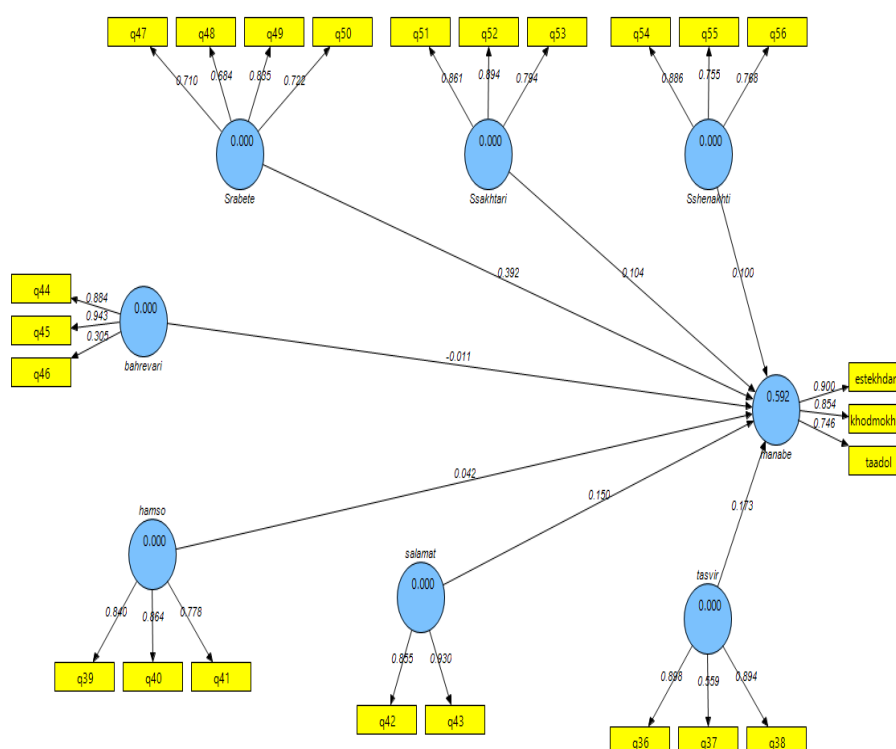 q47 q48 q49 q50 q51 q52 q53 q54 q55 q56
0.710 0.684 0.835 0.722 0.861 0.894 0.794 0.886 0.755 0.768
0.000 0.000 0.000
Srabete Ssakhtari Sshenakhti
0.392 0.104 0.100
q44 0.884 0.000
q45 0.943
q46 0.305 bahrevari
-0.011
0.592 0.900 estekhdam
0.854 khodmokh
manabe 0.746 taadol
0.042 0.150 0.173
hamso salamat tasvir
0.000 0.000 0.000
0.840 0.864 0.778 0.855 0.930 0.898 0.559 0.894
q39 q40 q41
q42 q43
q36 q37 q38